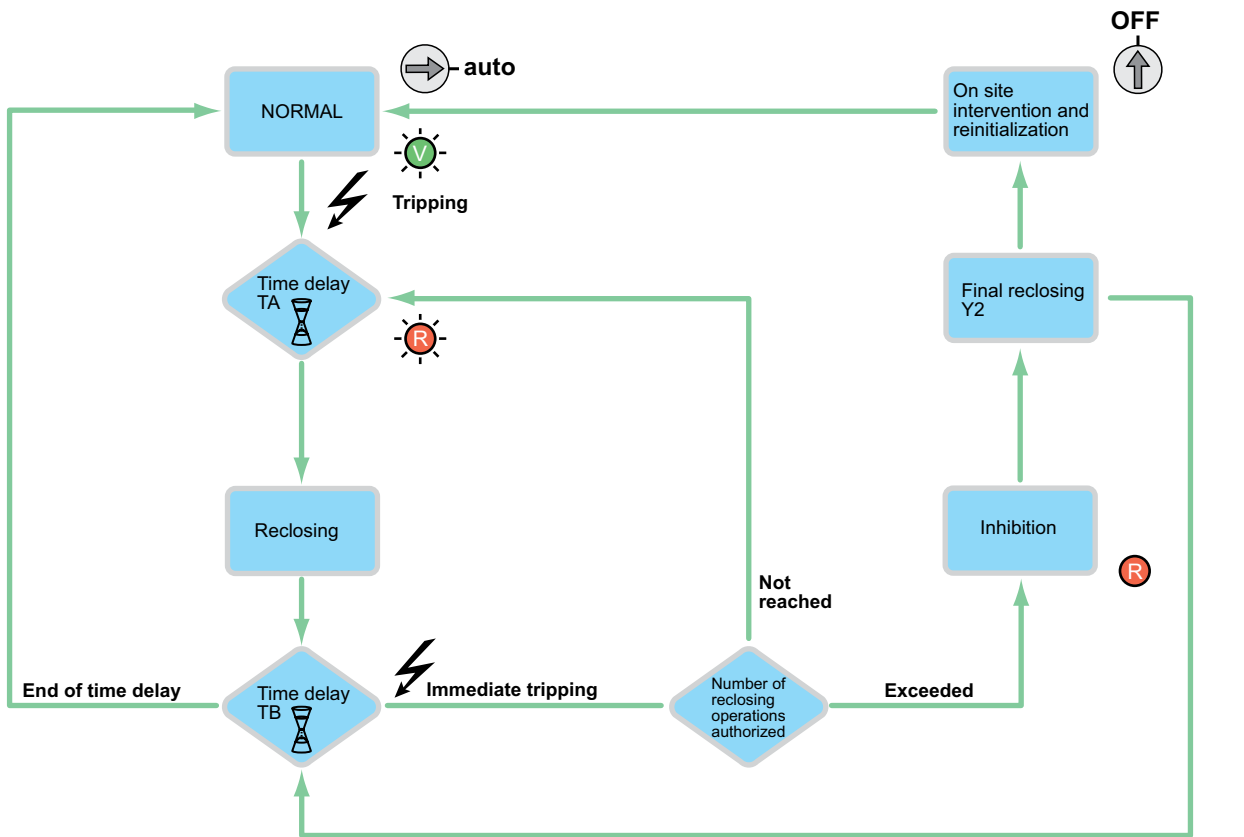 OFF
auto
NORMAL
On site
intervention and
reinitialization
V
Tripping
Time delay
TA
Final reclosing
Y2
R
Reclosing
Inhibition
R
Not
reached
End of time delay
Time delay
TB
Immediate tripping
Number of
reclosing
operations
authorized
Exceeded